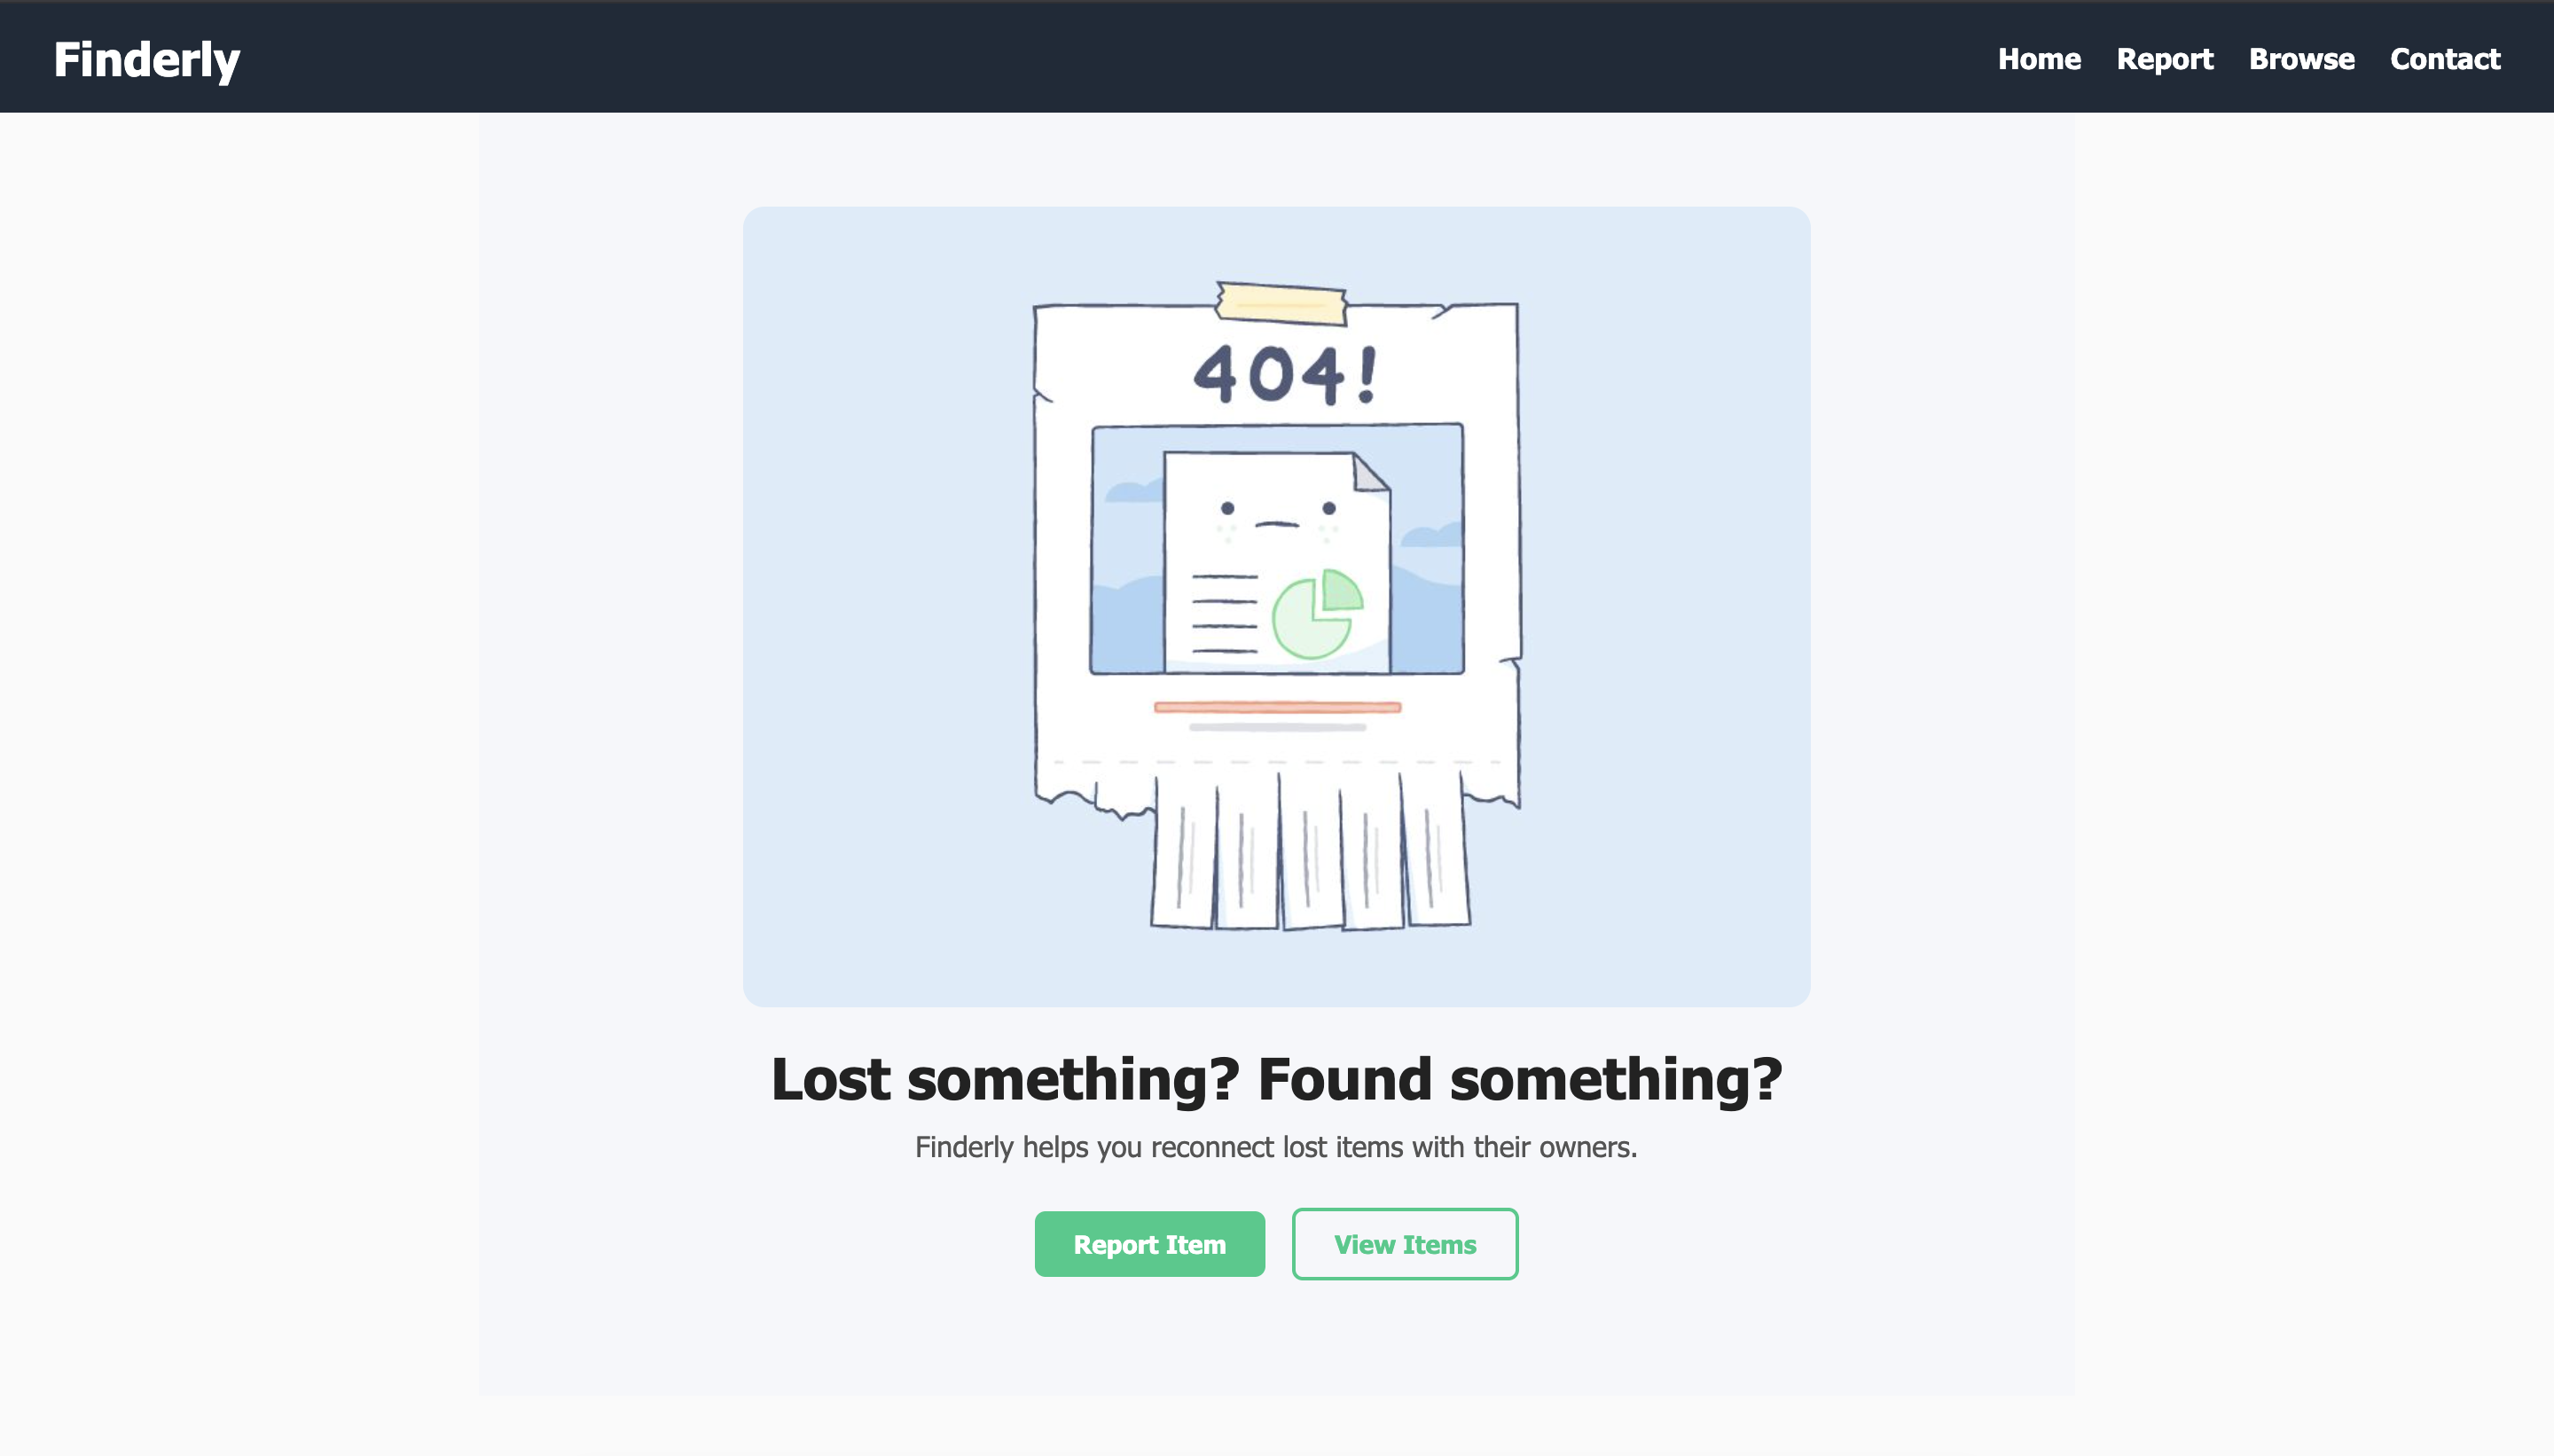 Finderly
Home Report Browse Contact
404!
Lost something? Found something?
Finderly helps you reconnect lost items with their owners.
Report Item
View Items